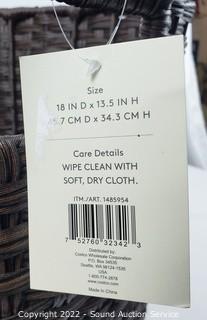 Size
18 IN D x 13.5 IN H
45.7 CM D x 34.3 CM H
Care Details
WIPE CLEAN WITH
SOFT, DRY CLOTH.
ITM./ART. 1485954
7 52760 32342 3
Distributed by:
Costco Wholesale Corporation
P.O. Box 34535
Seattle, WA 98124-1535
USA
1-800-774-2678
www.costco.com
Made in China
Copyright 2022 - Sound Auction Service